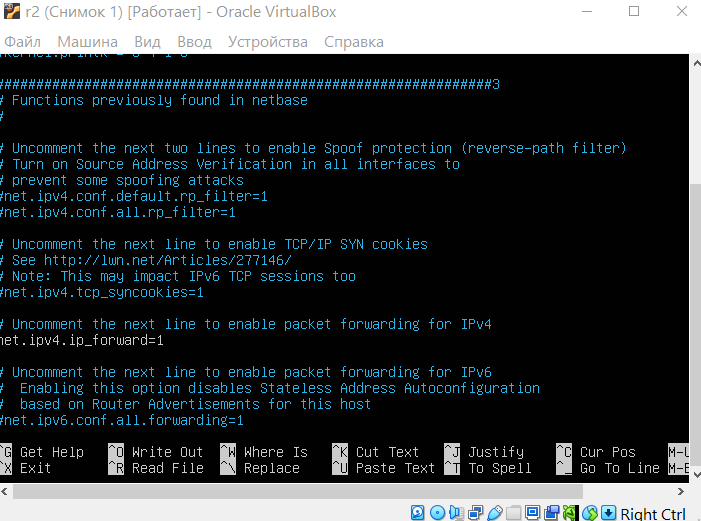 r2 (Снимок 1) [Работает] - Oracle VirtualBox
Файл Машина Вид Ввод Устройства Справка
###################################################################3
# Functions previously found in netbase
#
# Uncomment the next two lines to enable Spoof protection (reverse-path filter)
# Turn on Source Address Verification in all interfaces to
# prevent some spoofing attacks
#net.ipv4.conf.default.rp_filter=1
#net.ipv4.conf.all.rp_filter=1
# Uncomment the next line to enable TCP/IP SYN cookies
# See http://lwn.net/Articles/277146/
# Note: This may impact IPv6 TCP sessions too
#net.ipv4.tcp_syncookies=1
# Uncomment the next line to enable packet forwarding for IPv4
net.ipv4.ip_forward=1
# Uncomment the next line to enable packet forwarding for IPv6
#  Enabling this option disables Stateless Address Autoconfiguration
#  based on Router Advertisements for this host
#net.ipv6.conf.all.forwarding=1
^G Get Help ^O Write Out ^W Where Is ^K Cut Text ^J Justify ^C Cur Pos M-U
^X Exit ^R Read File ^\ Replace ^U Paste Text ^T To Spell ^_ Go To Line M-E
Right Ctrl